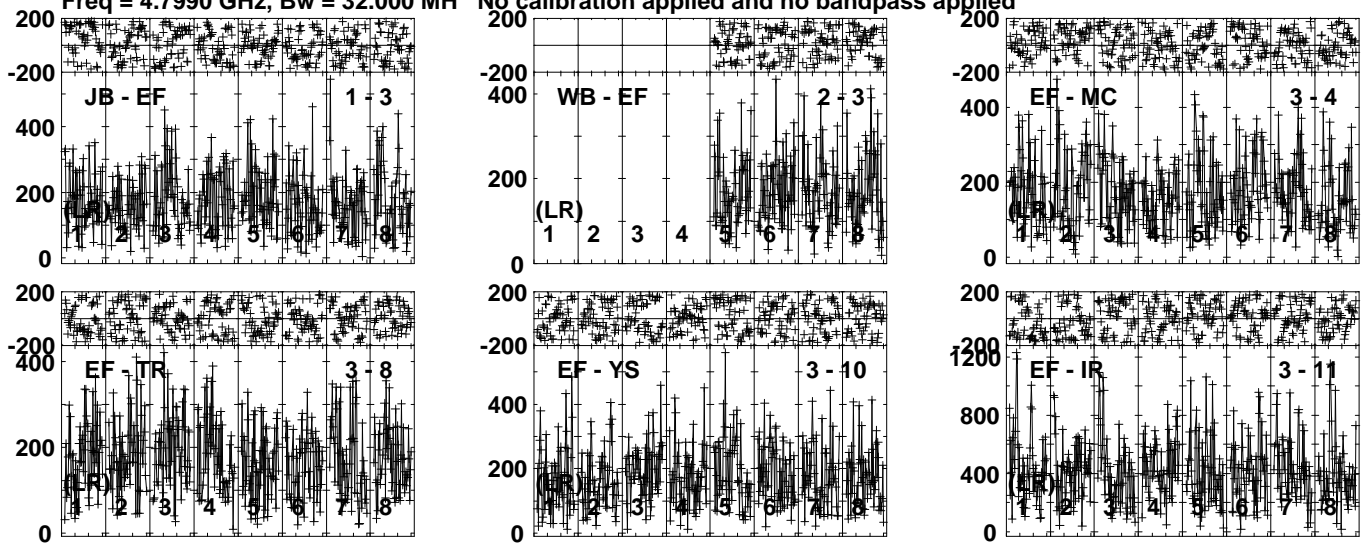 Freq = 4.7990 GHz, Bw = 32.000 MH No calibration applied and no bandpass applied
200
-200
JB - EF 1 - 3
400
200
0
(LR)
1 2 3 4 5 6 7 8
200
-200
WB - EF 2 - 3
400
200
0
(LR)
1 2 3 4 5 6 7 8
200
-200
EF - MC 3 - 4
400
200
0
(LR)
1 2 3 4 5 6 7 8
200
-200
EF - TR 3 - 8
400
200
0
(LR)
1 2 3 4 5 6 7 8
200
-200
EF - YS 3 - 10
400
200
0
(LR)
1 2 3 4 5 6 7 8
200
-200
EF - IR 3 - 11
1200
800
400
0
(LR)
1 2 3 4 5 6 7 8